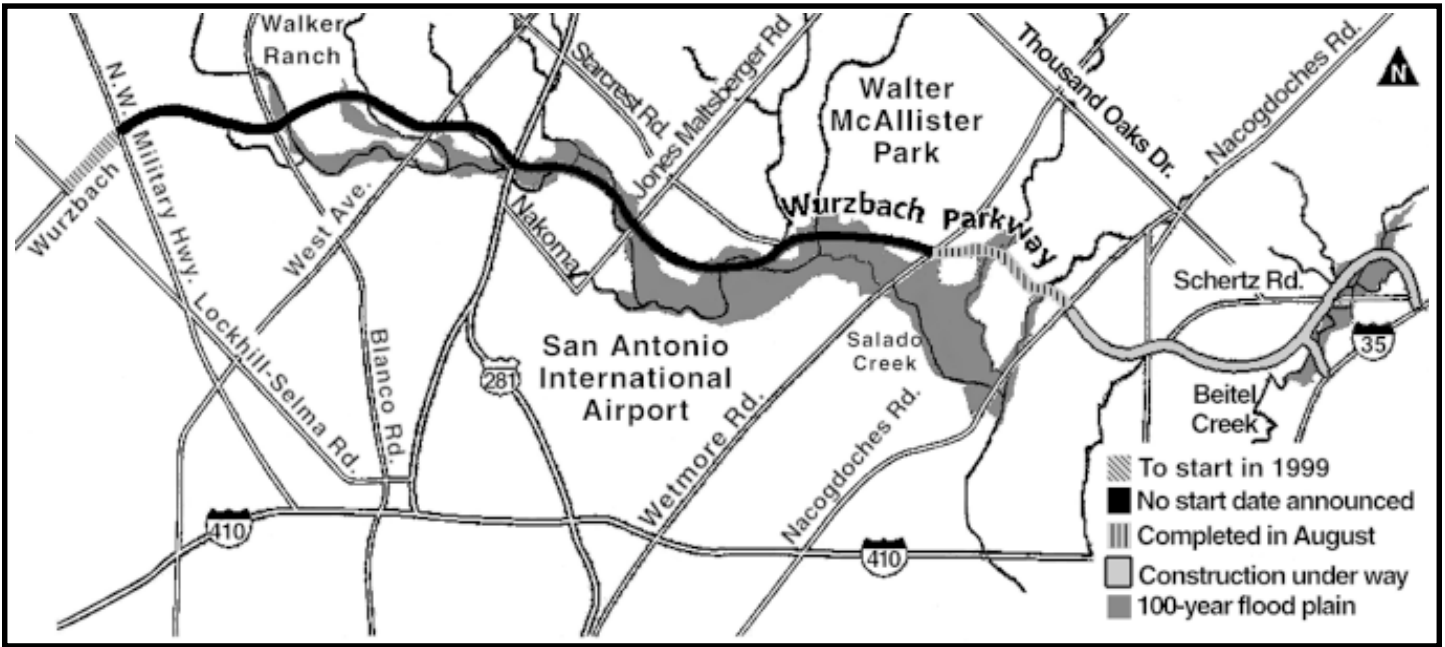 Walker
Ranch
N.W. Military Hwy.
Wurzbach
Lockhill-Selma Rd.
West Ave.
Blanco Rd.
281
Nakoma
Starcrest Rd.
Jones Maltsberger Rd
Walter
McAllister
Park
Thousand Oaks Dr.
Nacogdoches Rd.
N
Wurzbach Parkway
San Antonio
International
Airport
Salado
Creek
Wetmore Rd.
Nacogdoches Rd.
Schertz Rd.
35
Beitel
Creek
410
410
To start in 1999
No start date announced
Completed in August
Construction under way
100-year flood plain